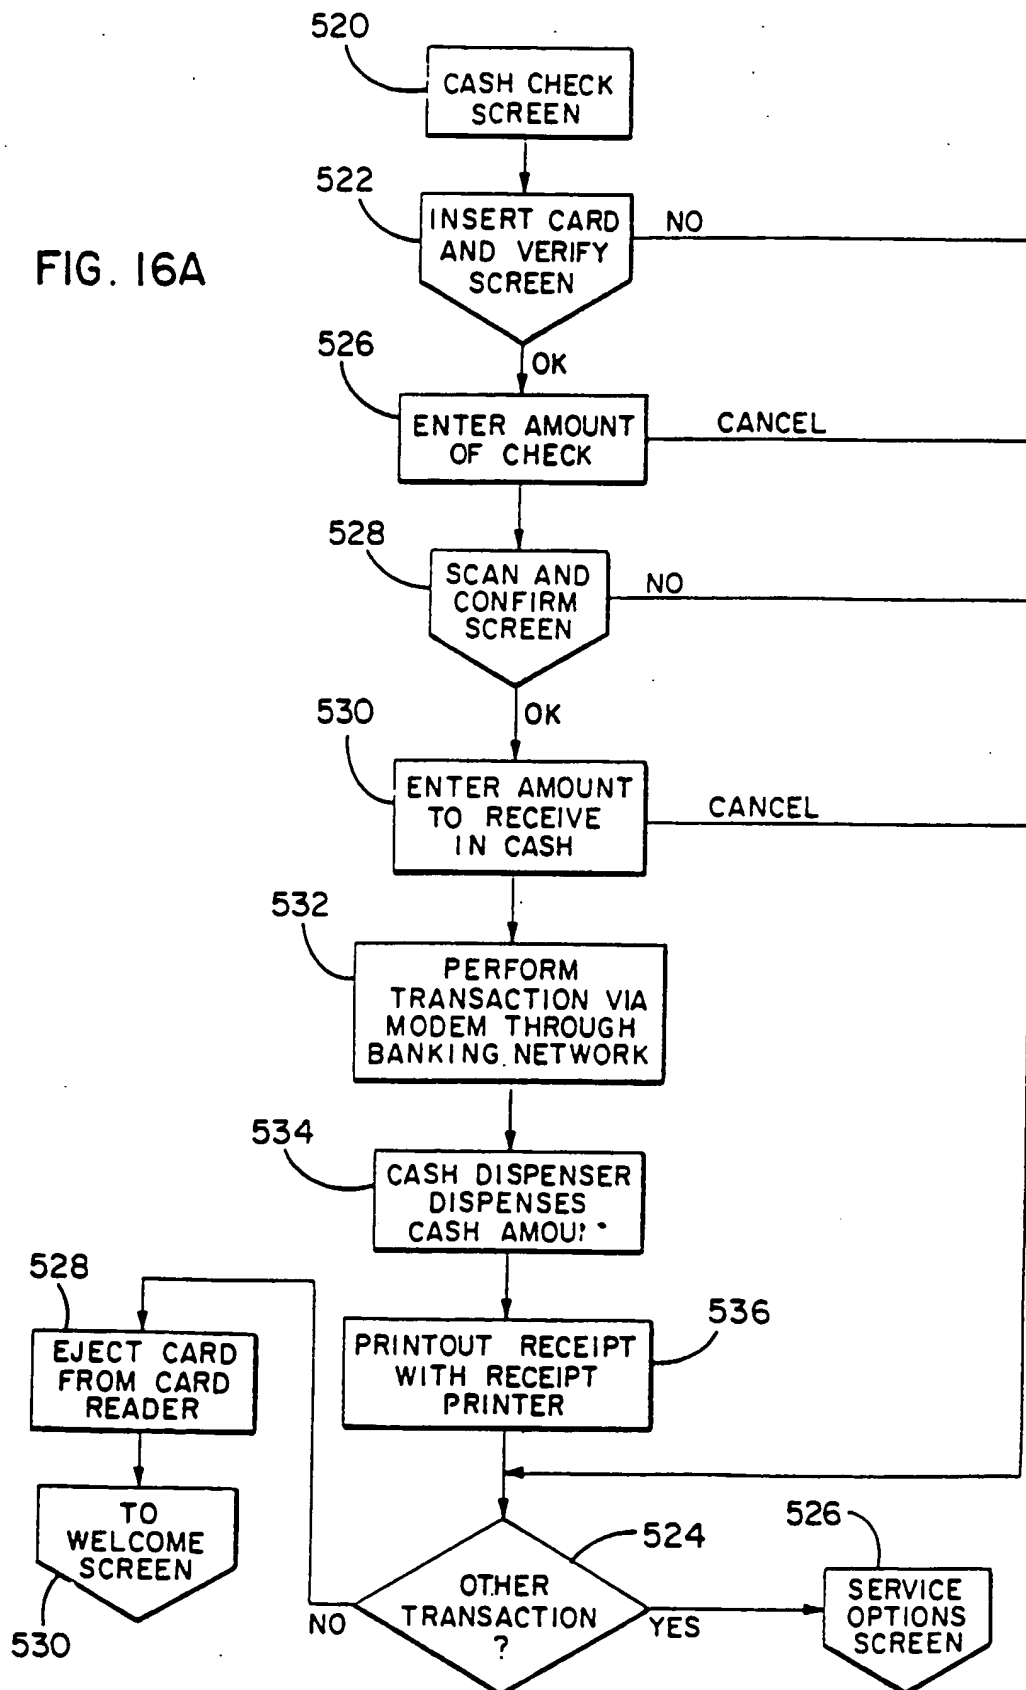 520
CASH CHECK
SCREEN
522
INSERT CARD
AND VERIFY
SCREEN
NO
FIG. 16A
526
OK
ENTER AMOUNT
OF CHECK
CANCEL
528
SCAN AND
CONFIRM
SCREEN
NO
530
OK
ENTER AMOUNT
TO RECEIVE
IN CASH
CANCEL
532
PERFORM
TRANSACTION VIA
MODEM THROUGH
BANKING NETWORK
534
CASH DISPENSER
DISPENSES
CASH
528
EJECT CARD
FROM CARD
READER
536
PRINTOUT RECEIPT
WITH RECEIPT
PRINTER
TO
WELCOME
SCREEN
530
524
OTHER
TRANSACTION
?
NO
YES
526
SERVICE
OPTIONS
SCREEN